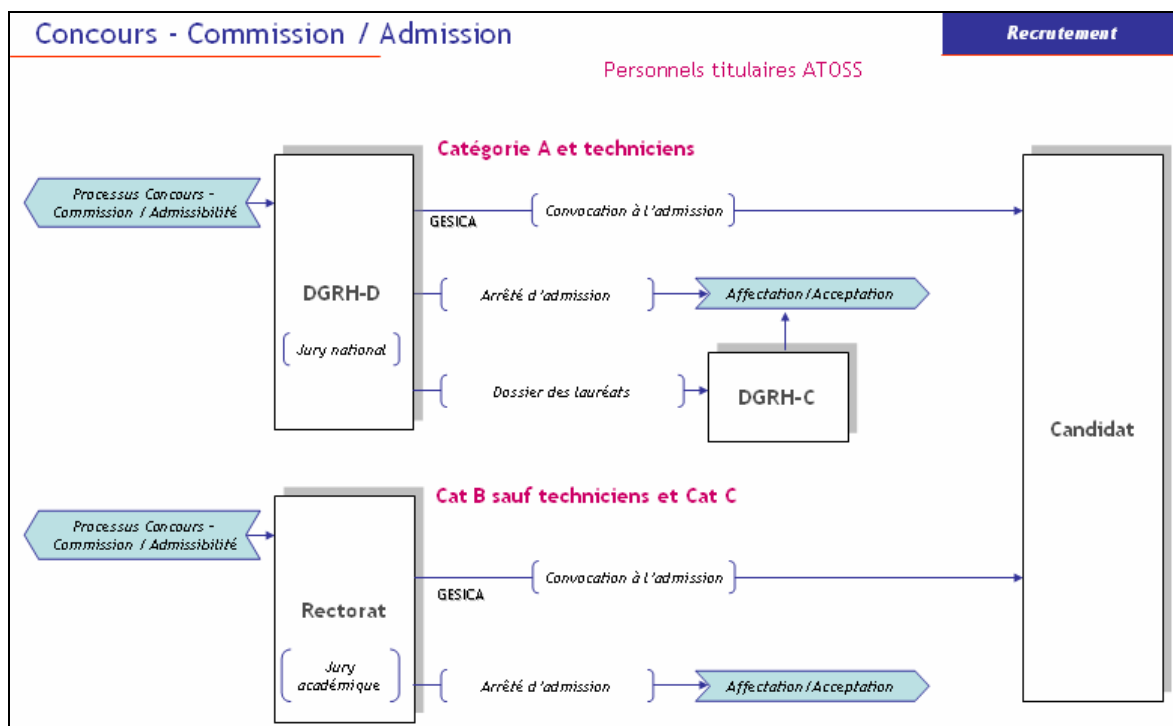 Concours - Commission / Admission
Recrutement
Personnels titulaires ATOSS
Catégorie A et techniciens
Processus Concours -
Commission / Admissibilité
GESICA
Convocation à l'admission
DGRH-D
Jury national
Arrêté d'admission
Affectation/Acceptation
Dossier des lauréats
DGRH-C
Candidat
Cat B sauf techniciens et Cat C
Processus Concours -
Commission / Admissibilité
GESICA
Convocation à l'admission
Rectorat
Jury
académique
Arrêté d'admission
Affectation/Acceptation